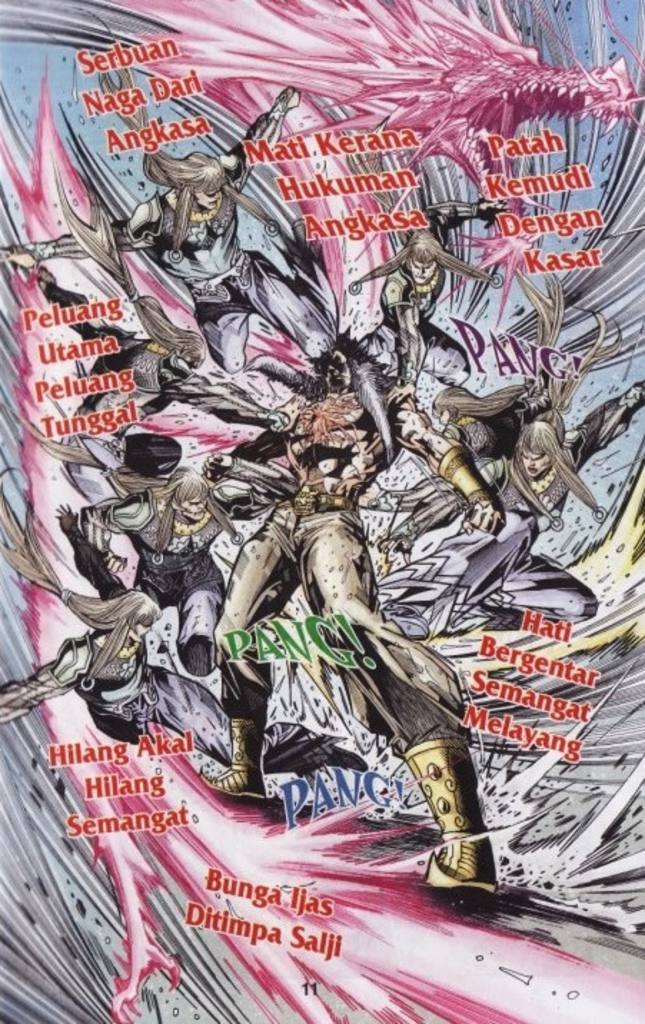 Serbuan
Naga Dari
Angkasa
Mati Kerana
Hukuman
Angkasa
Patah
Kemudi
Dengan
Kasar
Peluang
Utama
Peluang
Tunggal
PANG!
PANG!
Hati
Bergentar
Semangat
Melayang
Hilang Akal
Hilang
Semangat
PANG!
Bunga Ijas
Ditimpa Salji
11